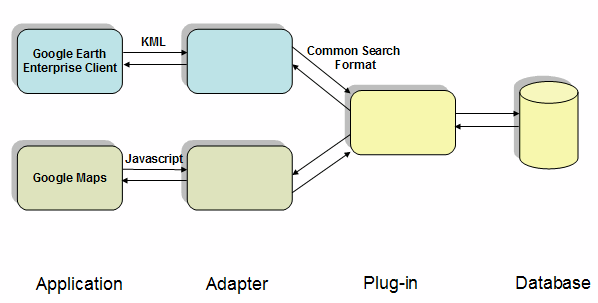 KML
Google Earth
Enterprise Client
Common Search
Format
Javascript
Google Maps
Application
Adapter
Plug-in
Database